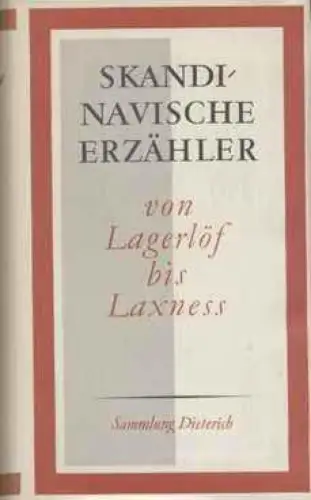 SKANDI-
NAVISCHE
ERZÄHLER
von
Lagerlöf
bis
Laxness
Sammlung Dieterich